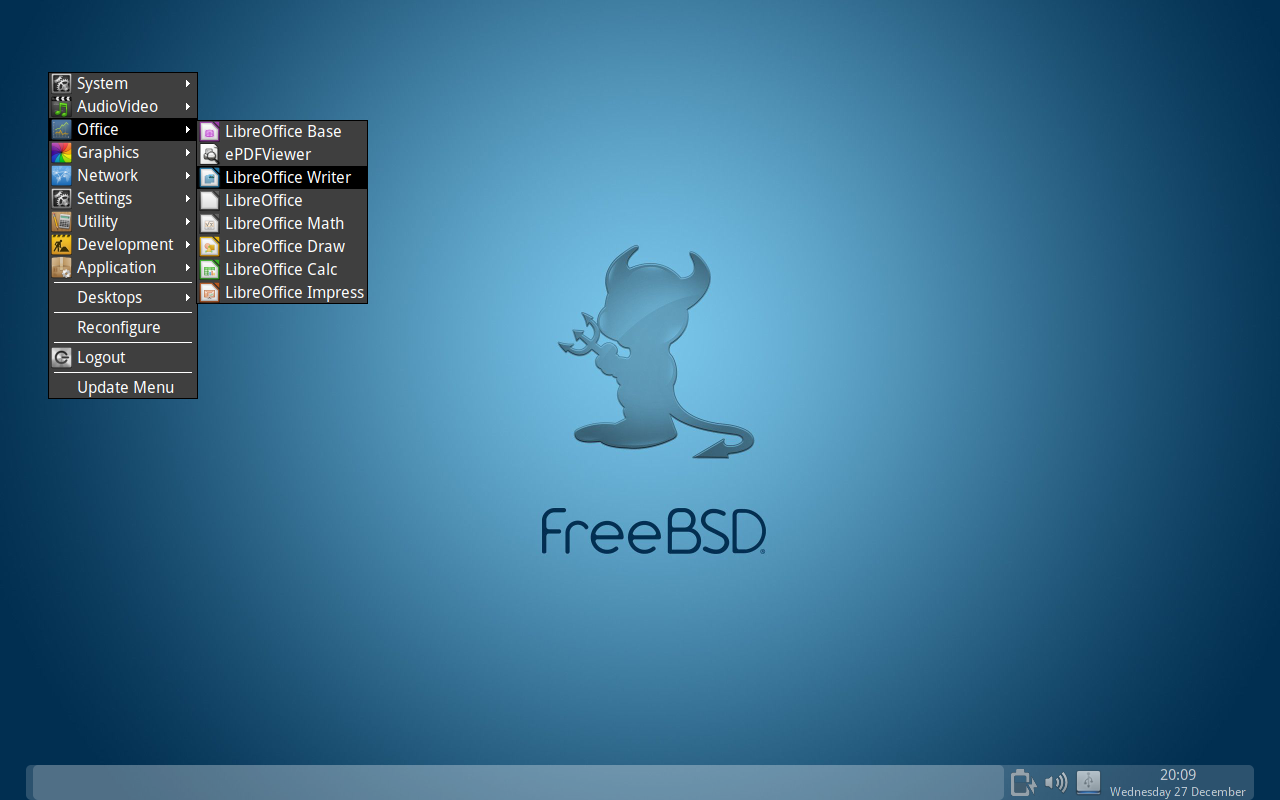 System
AudioVideo
Office
Graphics
Network
Settings
Utility
Development
Application
Desktops
Reconfigure
Logout
Update Menu
LibreOffice Base
ePDFViewer
LibreOffice Writer
LibreOffice
LibreOffice Math
LibreOffice Draw
LibreOffice Calc
LibreOffice Impress
FreeBSD®
20:09
Wednesday 27 December